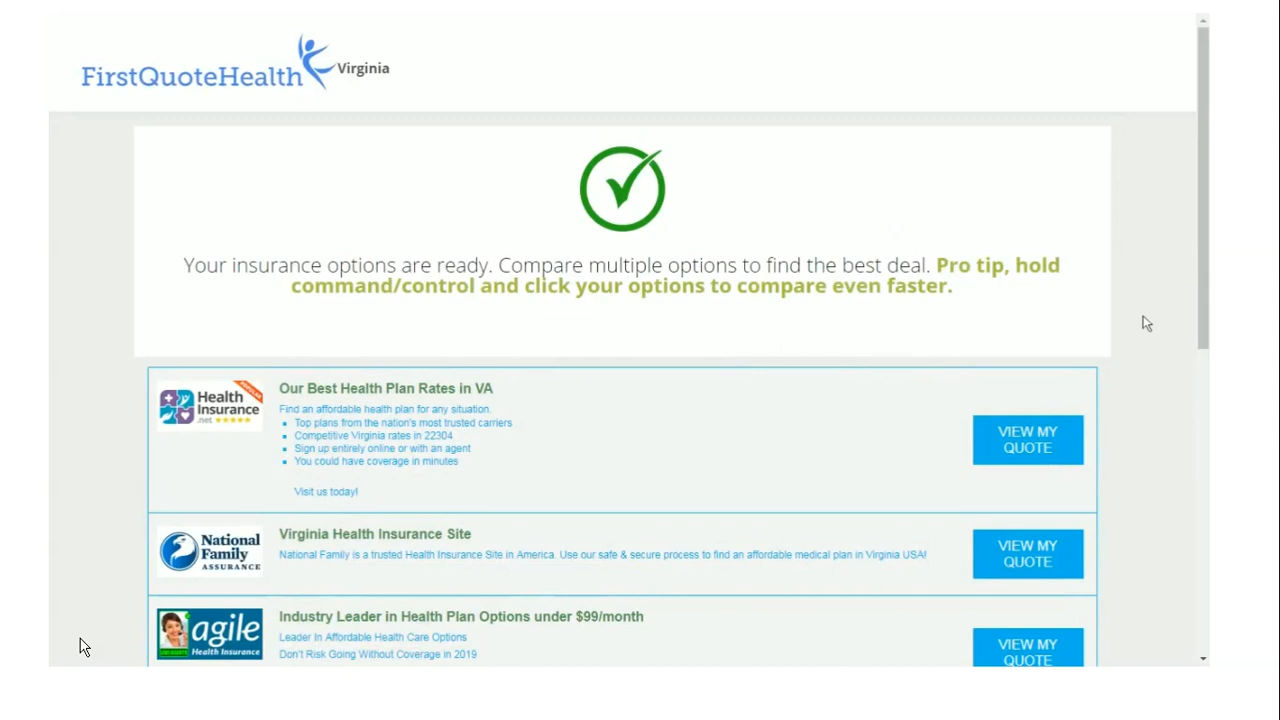 FirstQuoteHealth Virginia
Your insurance options are ready. Compare multiple options to find the best deal. Pro tip, hold
command/control and click your options to compare even faster.
Health
Insurance
.net
POPULAR
Our Best Health Plan Rates in VA
Find an affordable health plan for any situation.
Top plans from the nation's most trusted carriers
Competitive Virginia rates in 22304
Sign up entirely online or with an agent
You could have coverage in minutes
Visit us today!
VIEW MY
QUOTE
National
Family
ASSURANCE
Virginia Health Insurance Site
National Family is a trusted Health Insurance Site in America. Use our safe & secure process to find an affordable medical plan in Virginia USA!
VIEW MY
QUOTE
agile
Health Insurance
Industry Leader in Health Plan Options under $99/month
Leader In Affordable Health Care Options
Don't Risk Going Without Coverage in 2019
VIEW MY
QUOTE